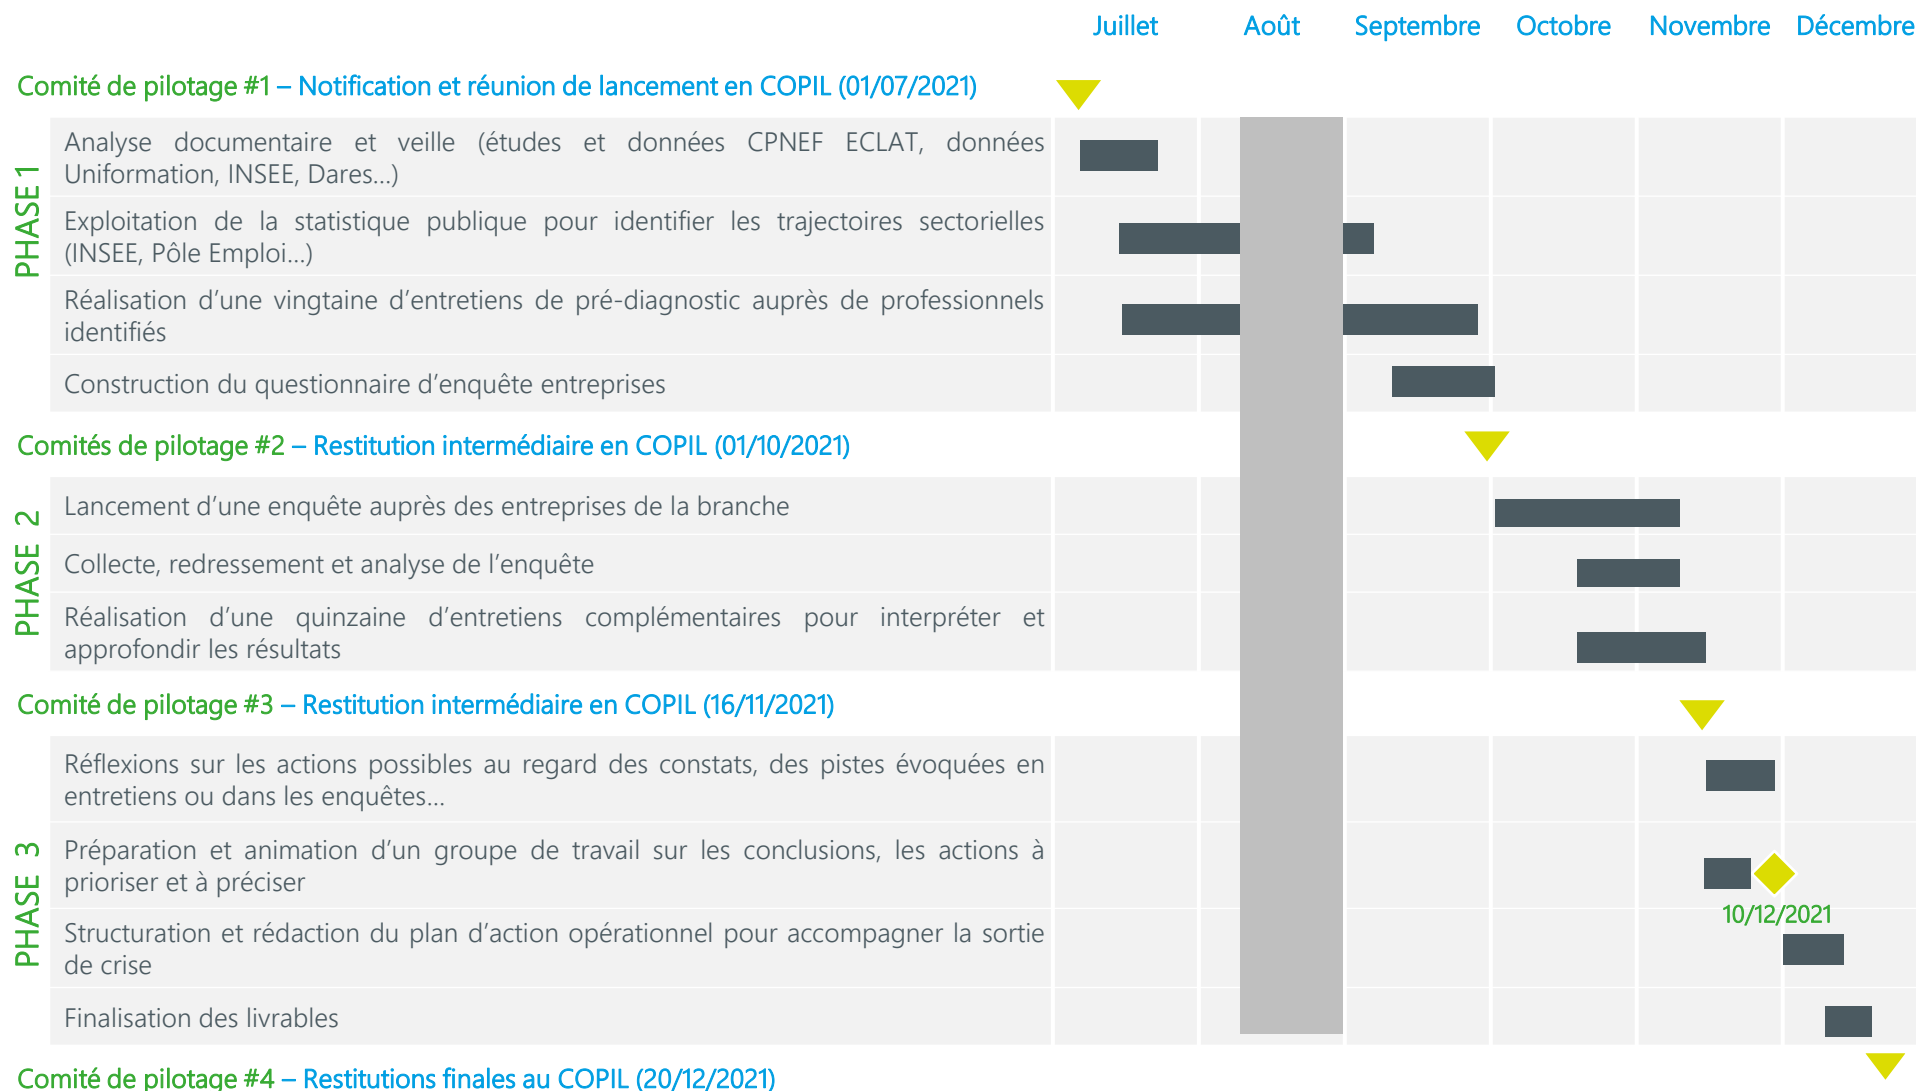 Juillet Août Septembre Octobre Novembre Décembre
Comité de pilotage #1 – Notification et réunion de lancement en COPIL (01/07/2021)
PHASE 1
Analyse documentaire et veille (études et données CPNEF ECLAT, données
Uniformation, INSEE, Dares…)
Exploitation de la statistique publique pour identifier les trajectoires sectorielles
(INSEE, Pôle Emploi…)
Réalisation d’une vingtaine d’entretiens de pré-diagnostic auprès de professionnels
identifiés
Construction du questionnaire d’enquête entreprises
Comités de pilotage #2 – Restitution intermédiaire en COPIL (01/10/2021)
PHASE 2
Lancement d’une enquête auprès des entreprises de la branche
Collecte, redressement et analyse de l’enquête
Réalisation d’une quinzaine d’entretiens complémentaires pour interpréter et
approfondir les résultats
Comité de pilotage #3 – Restitution intermédiaire en COPIL (16/11/2021)
PHASE 3
Réflexions sur les actions possibles au regard des constats, des pistes évoquées en
entretiens ou dans les enquêtes…
Préparation et animation d’un groupe de travail sur les conclusions, les actions à
prioriser et à préciser
10/12/2021
Structuration et rédaction du plan d’action opérationnel pour accompagner la sortie
de crise
Finalisation des livrables
Comité de pilotage #4 – Restitutions finales au COPIL (20/12/2021)